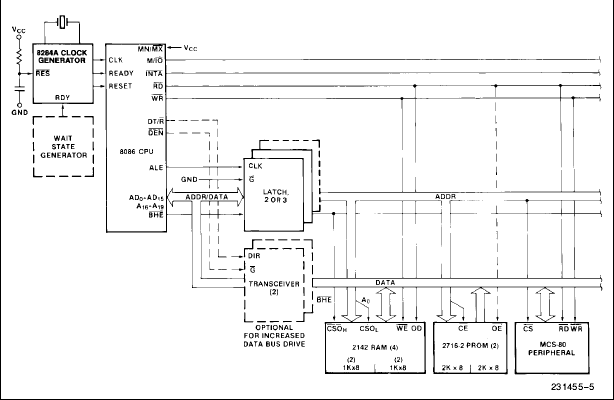 VCC
8284A CLOCK
GENERATOR
RES
RDY
GND
WAIT
STATE
GENERATOR
MN/MX
VCC
CLK
M/IO
READY
INTA
RESET
RD
WR
DT/R
DEN
8086 CPU
ALE
AD0-AD15
A16-A19
BHE
ADDR/DATA
GND
CLK
G
LATCH,
2 OR 3
ADDR
DIR
G
TRANSCEIVER
(2)
OPTIONAL
FOR INCREASED
DATA BUS DRIVE
DATA
BHE
A0
CSOH
CSOL
WE
OD
2142 RAM (4)
(2)
(2)
1Kx8
1Kx8
CE
OE
2716-2 PROM (2)
2K x 8
2K x 8
CS
RD
WR
MCS-80
PERIPHERAL
231455-5